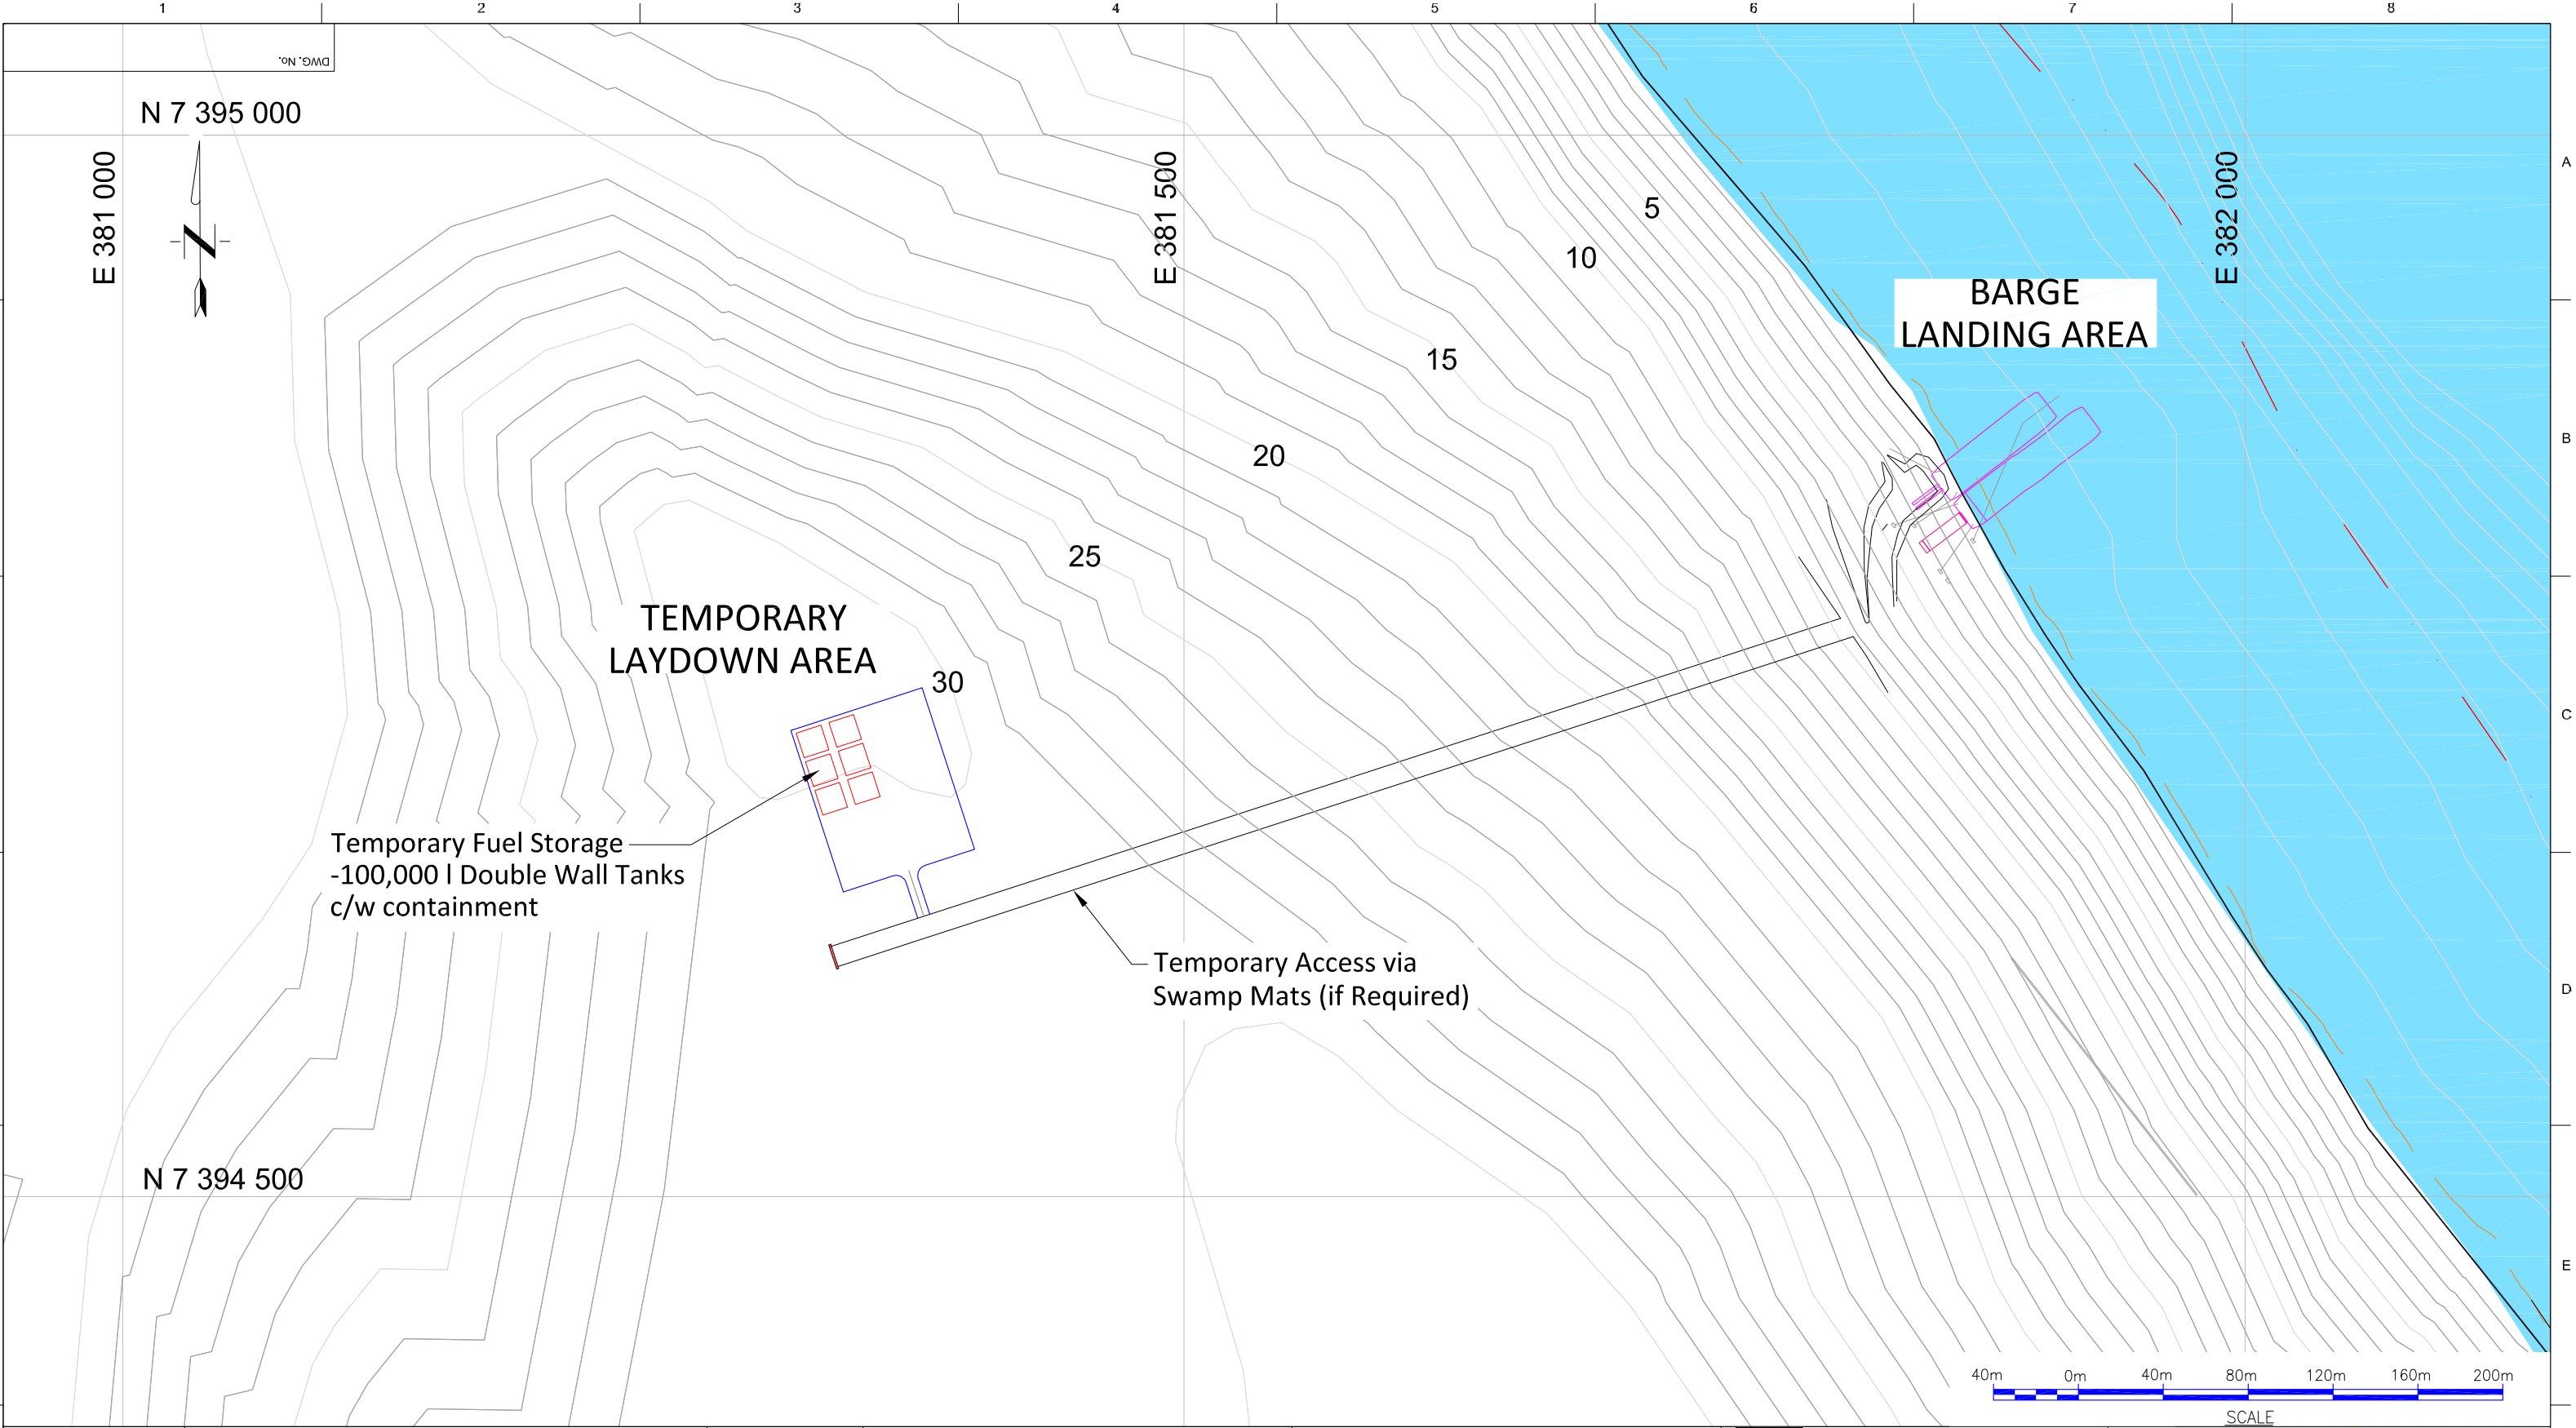 1 2 3 4 5 6 7 8
DWG. No.
N 7 395 000
E 381 000
E 381 500
E 382 000
A
5
10
BARGE
LANDING AREA
15
B
20
25
TEMPORARY
LAYDOWN AREA
30
C
Temporary Fuel Storage
-100,000 l Double Wall Tanks
c/w containment
Temporary Access via
Swamp Mats (if Required)
D
N 7 394 500
E
40m 0m 40m 80m 120m 160m 200m
SCALE